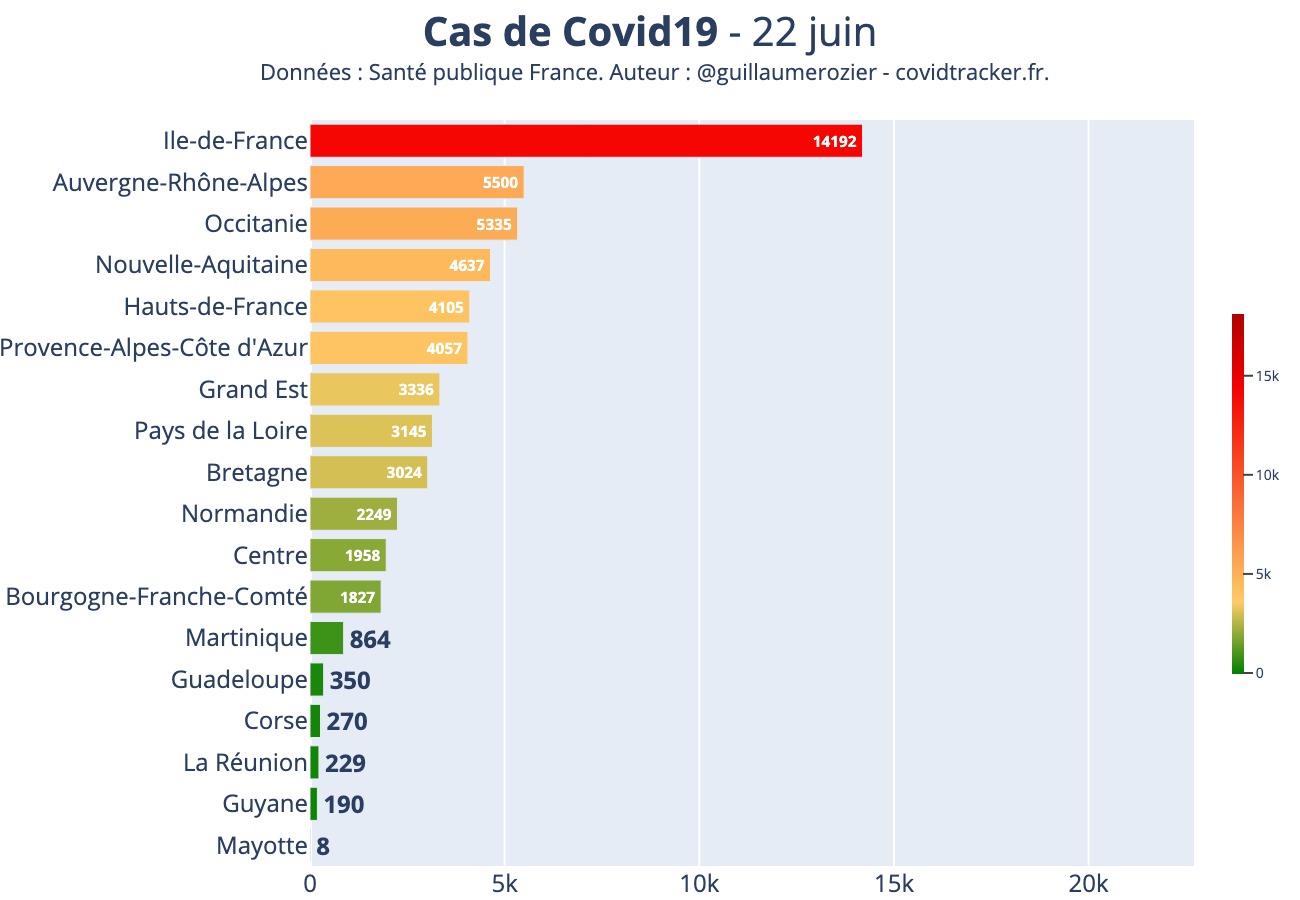 Cas de Covid19 - 22 juin
Données : Santé publique France. Auteur : @guillaumerozier - covidtracker.fr.
Ile-de-France 14192
Auvergne-Rhône-Alpes 5500
Occitanie 5335
Nouvelle-Aquitaine 4637
Hauts-de-France 4105
Provence-Alpes-Côte d'Azur 4057
Grand Est 3336
Pays de la Loire 3145
Bretagne 3024
Normandie 2249
Centre 1958
Bourgogne-Franche-Comté 1827
Martinique 864
Guadeloupe 350
Corse 270
La Réunion 229
Guyane 190
Mayotte 8
0 5k 10k 15k 20k
15k
10k
5k
0